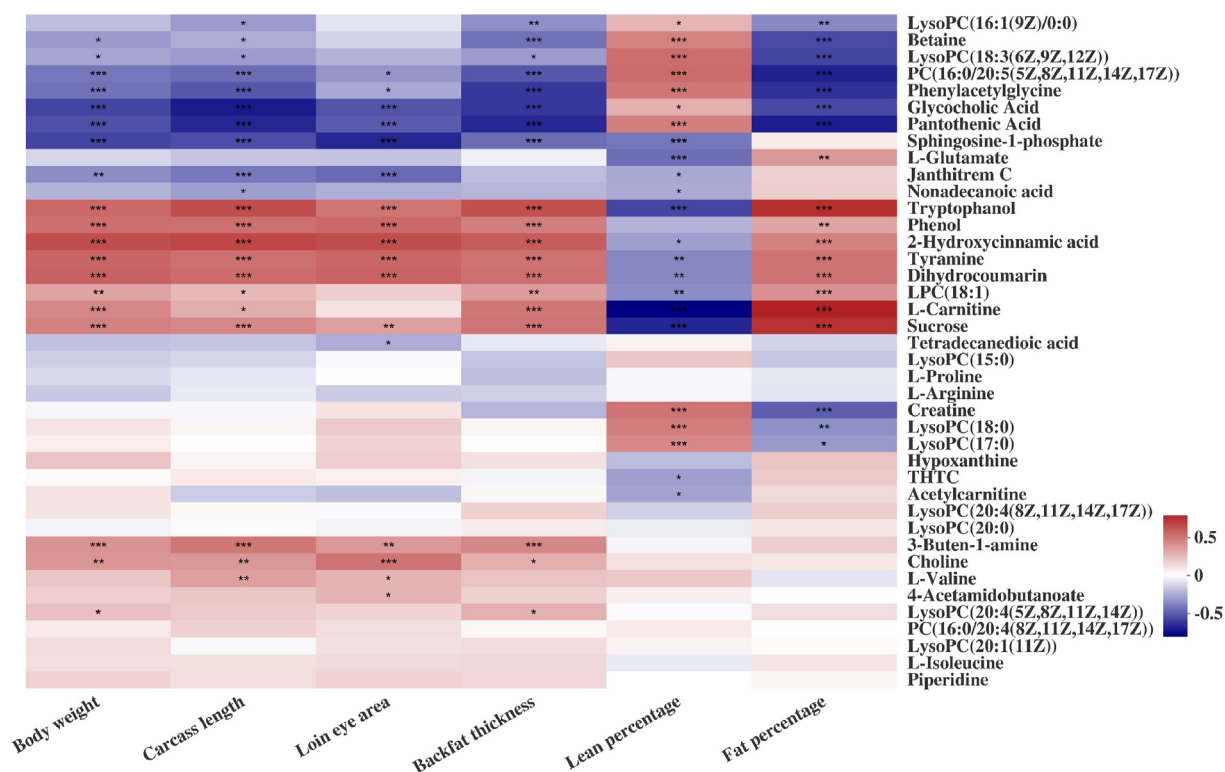 * ** * ** LysoPC(16:1(9Z)/0:0)
* * *** *** *** Betaine
* * * *** *** LysoPC(18:3(6Z,9Z,12Z))
*** *** * *** *** *** PC(16:0/20:5(5Z,8Z,11Z,14Z,17Z))
*** *** * *** *** *** Phenylacetylglycine
*** *** *** *** * *** Glycocholic Acid
*** *** *** *** *** *** Pantothenic Acid
*** *** *** *** *** Sphingosine-1-phosphate
*** ** L-Glutamate
** *** *** * Janthitrem C
* * Nonadecanoic acid
*** *** *** *** *** *** Tryptophanol
*** *** *** *** ** Phenol
*** *** *** *** * *** 2-Hydroxycinnamic acid
*** *** *** *** ** *** Tyramine
*** *** *** *** ** *** Dihydrocoumarin
** * ** ** *** LPC(18:1)
*** * *** *** *** L-Carnitine
*** *** ** *** *** *** Sucrose
* Tetradecanedioic acid
LysoPC(15:0)
L-Proline
L-Arginine
*** *** Creatine
*** ** LysoPC(18:0)
*** * LysoPC(17:0)
Hypoxanthine
* THTC
* Acetylcarnitine
LysoPC(20:4(8Z,11Z,14Z,17Z))
LysoPC(20:0)
*** *** ** *** 3-Buten-1-amine
** ** *** * Choline
** * L-Valine
* 4-Acetamidobutanoate
* * LysoPC(20:4(5Z,8Z,11Z,14Z))
PC(16:0/20:4(8Z,11Z,14Z,17Z))
LysoPC(20:1(11Z))
L-Isoleucine
Piperidine
0.5
0
-0.5
Body weight
Carcass length
Loin eye area
Backfat thickness
Lean percentage
Fat percentage